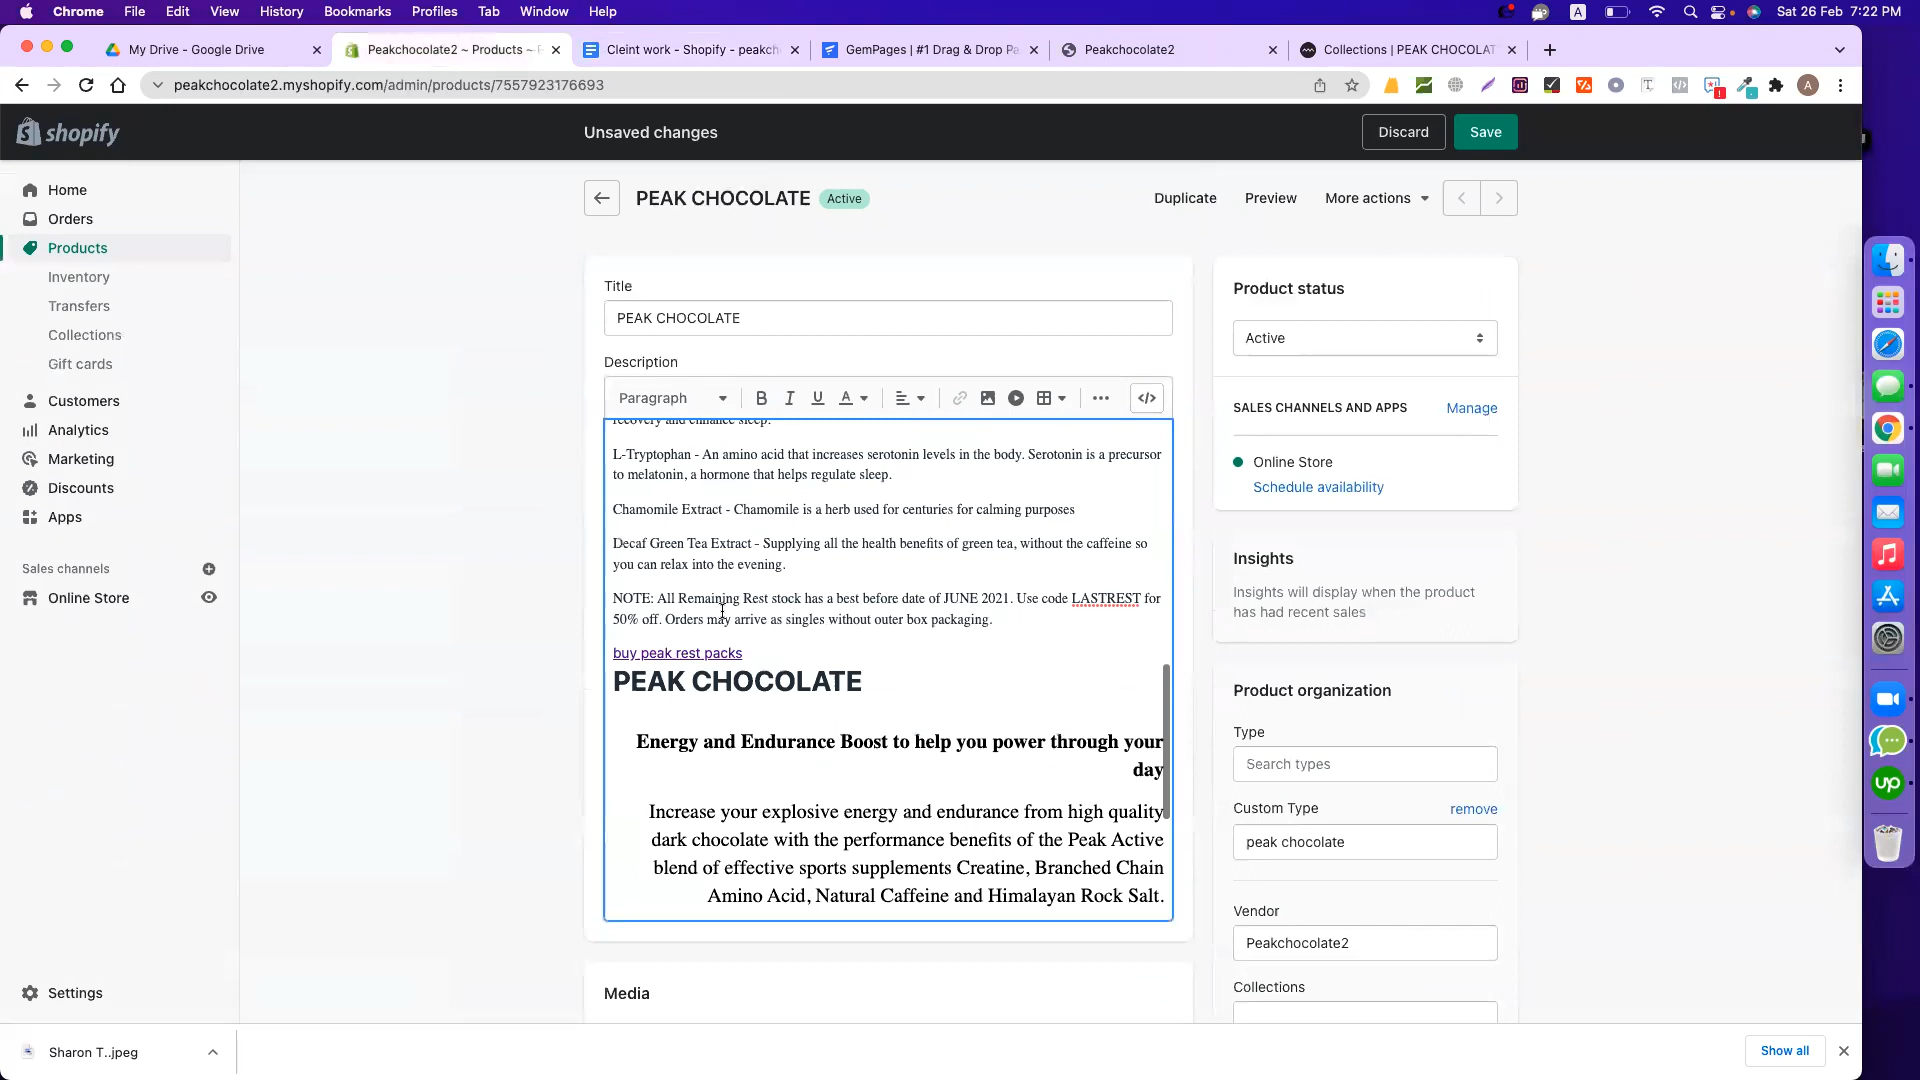 Chrome File Edit View History Bookmarks Profiles Tab Window Help A Sat 26 Feb 7:22 PM
My Drive - Google Drive Peakchocolate2 ~ Products ~ Cleint work - Shopify - peakch GemPages | #1 Drag & Drop Pa Peakchocolate2 Collections | PEAK CHOCOLAT
peakchocolate2.myshopify.com/admin/products/7557923176693 A
shopify Unsaved changes Discard Save
Home
Orders
Products
Inventory
Transfers
Collections
Gift cards
Customers
Analytics
Marketing
Discounts
Apps
Sales channels
Online Store
Settings
PEAK CHOCOLATE Active Duplicate Preview More actions
Title
PEAK CHOCOLATE
Description
Paragraph B I U A
recovery and enhance sleep.
L-Tryptophan - An amino acid that increases serotonin levels in the body. Serotonin is a precursor
to melatonin, a hormone that helps regulate sleep.
Chamomile Extract - Chamomile is a herb used for centuries for calming purposes
Decaf Green Tea Extract - Supplying all the health benefits of green tea, without the caffeine so
you can relax into the evening.
NOTE: All Remaining Rest stock has a best before date of JUNE 2021. Use code LASTREST for
50% off. Orders may arrive as singles without outer box packaging.
buy peak rest packs
PEAK CHOCOLATE
Energy and Endurance Boost to help you power through your
day
Increase your explosive energy and endurance from high quality
dark chocolate with the performance benefits of the Peak Active
blend of effective sports supplements Creatine, Branched Chain
Amino Acid, Natural Caffeine and Himalayan Rock Salt.
Media
Product status
Active
SALES CHANNELS AND APPS Manage
Online Store
Schedule availability
Insights
Insights will display when the product
has had recent sales
Product organization
Type
Search types
Custom Type remove
peak chocolate
Vendor
Peakchocolate2
Collections
up
Sharon T..jpeg Show all